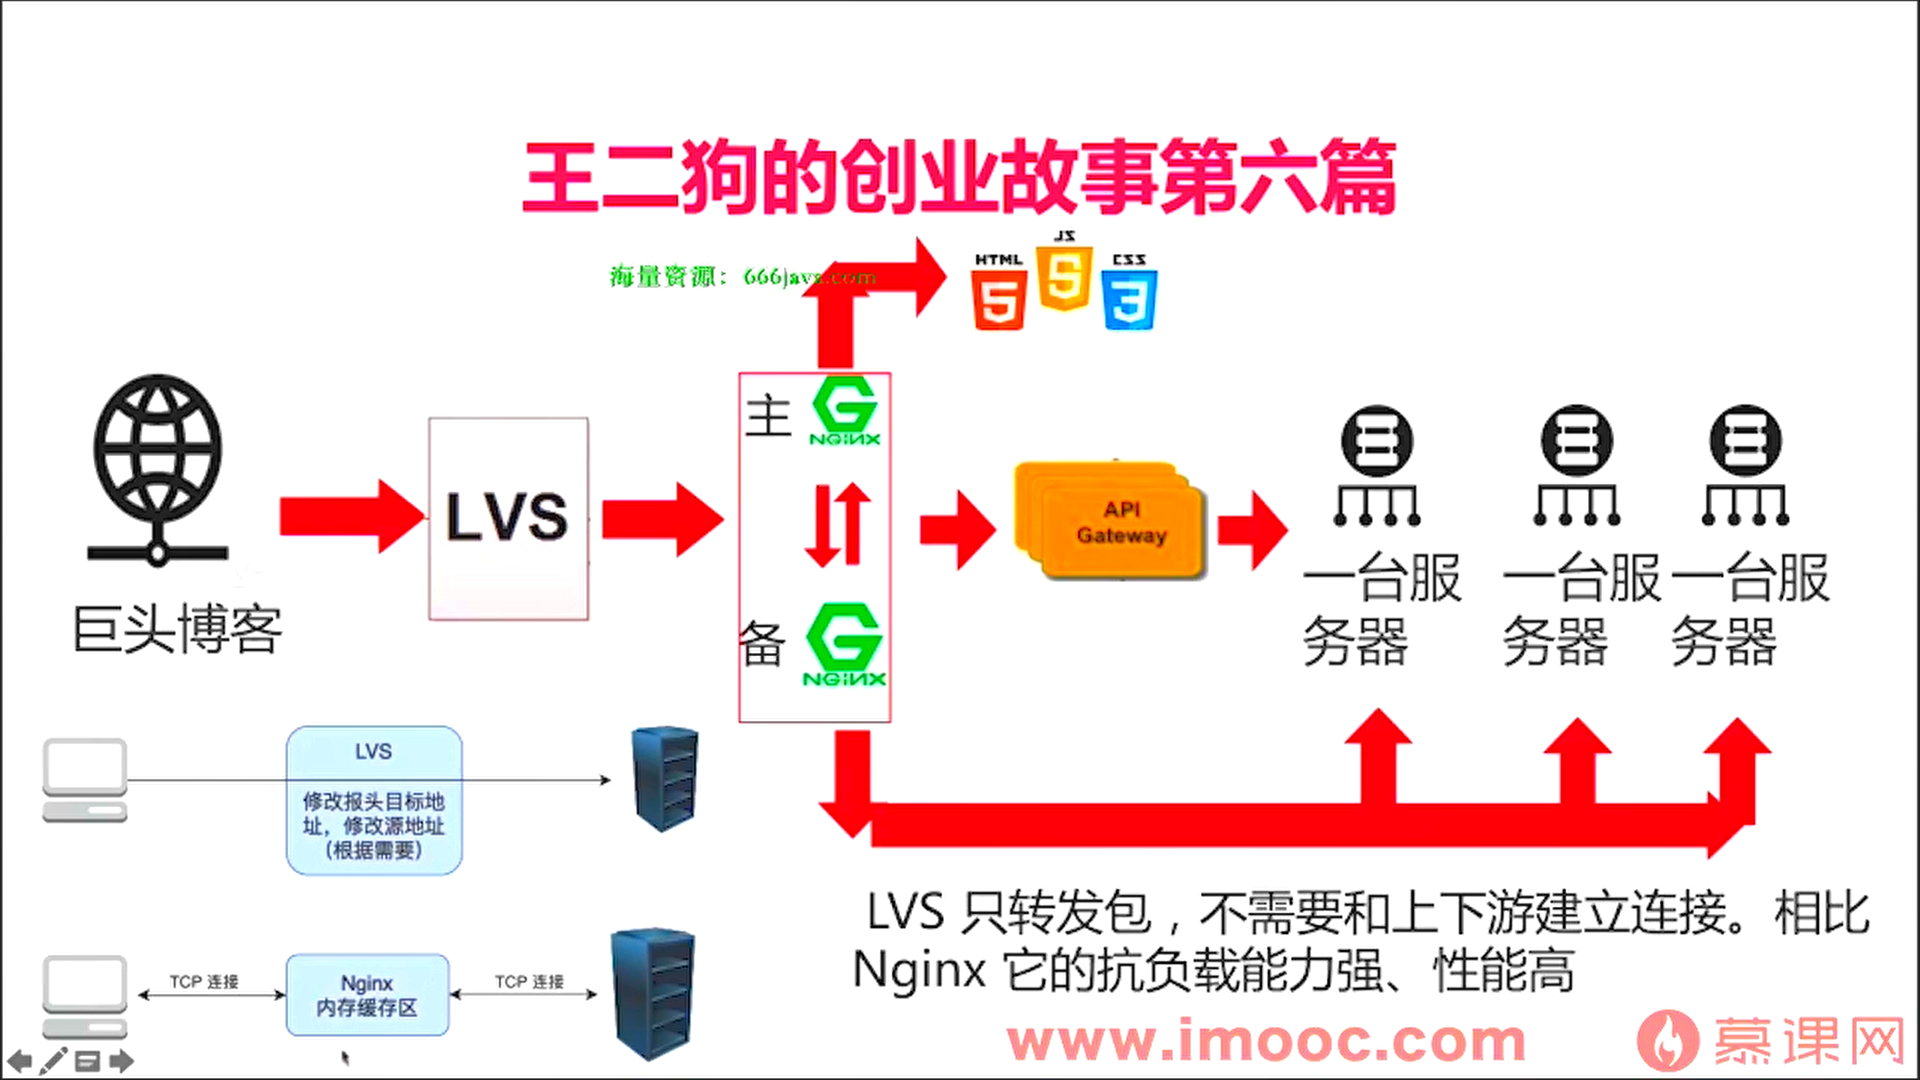 王二狗的创业故事第六篇
海量资源：666java.com
HTML
JS
CSS
5
3
主
NGINX
LVS
API
Gateway
备
NGINX
巨头博客
一台服
务器
一台服
务器
一台服
务器
LVS
修改报头目标地
址，修改源地址
（根据需要）
LVS 只转发包，不需要和上下游建立连接。相比
Nginx 它的抗负载能力强、性能高
TCP 连接
Nginx
内存缓存区
TCP 连接
www.imooc.com
慕课网